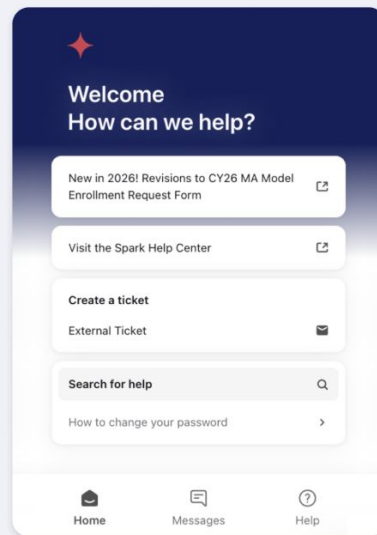 Welcome
How can we help?
New in 2026! Revisions to CY26 MA Model
Enrollment Request Form
Visit the Spark Help Center
Create a ticket
External Ticket
Search for help
How to change your password
Home
Messages
Help